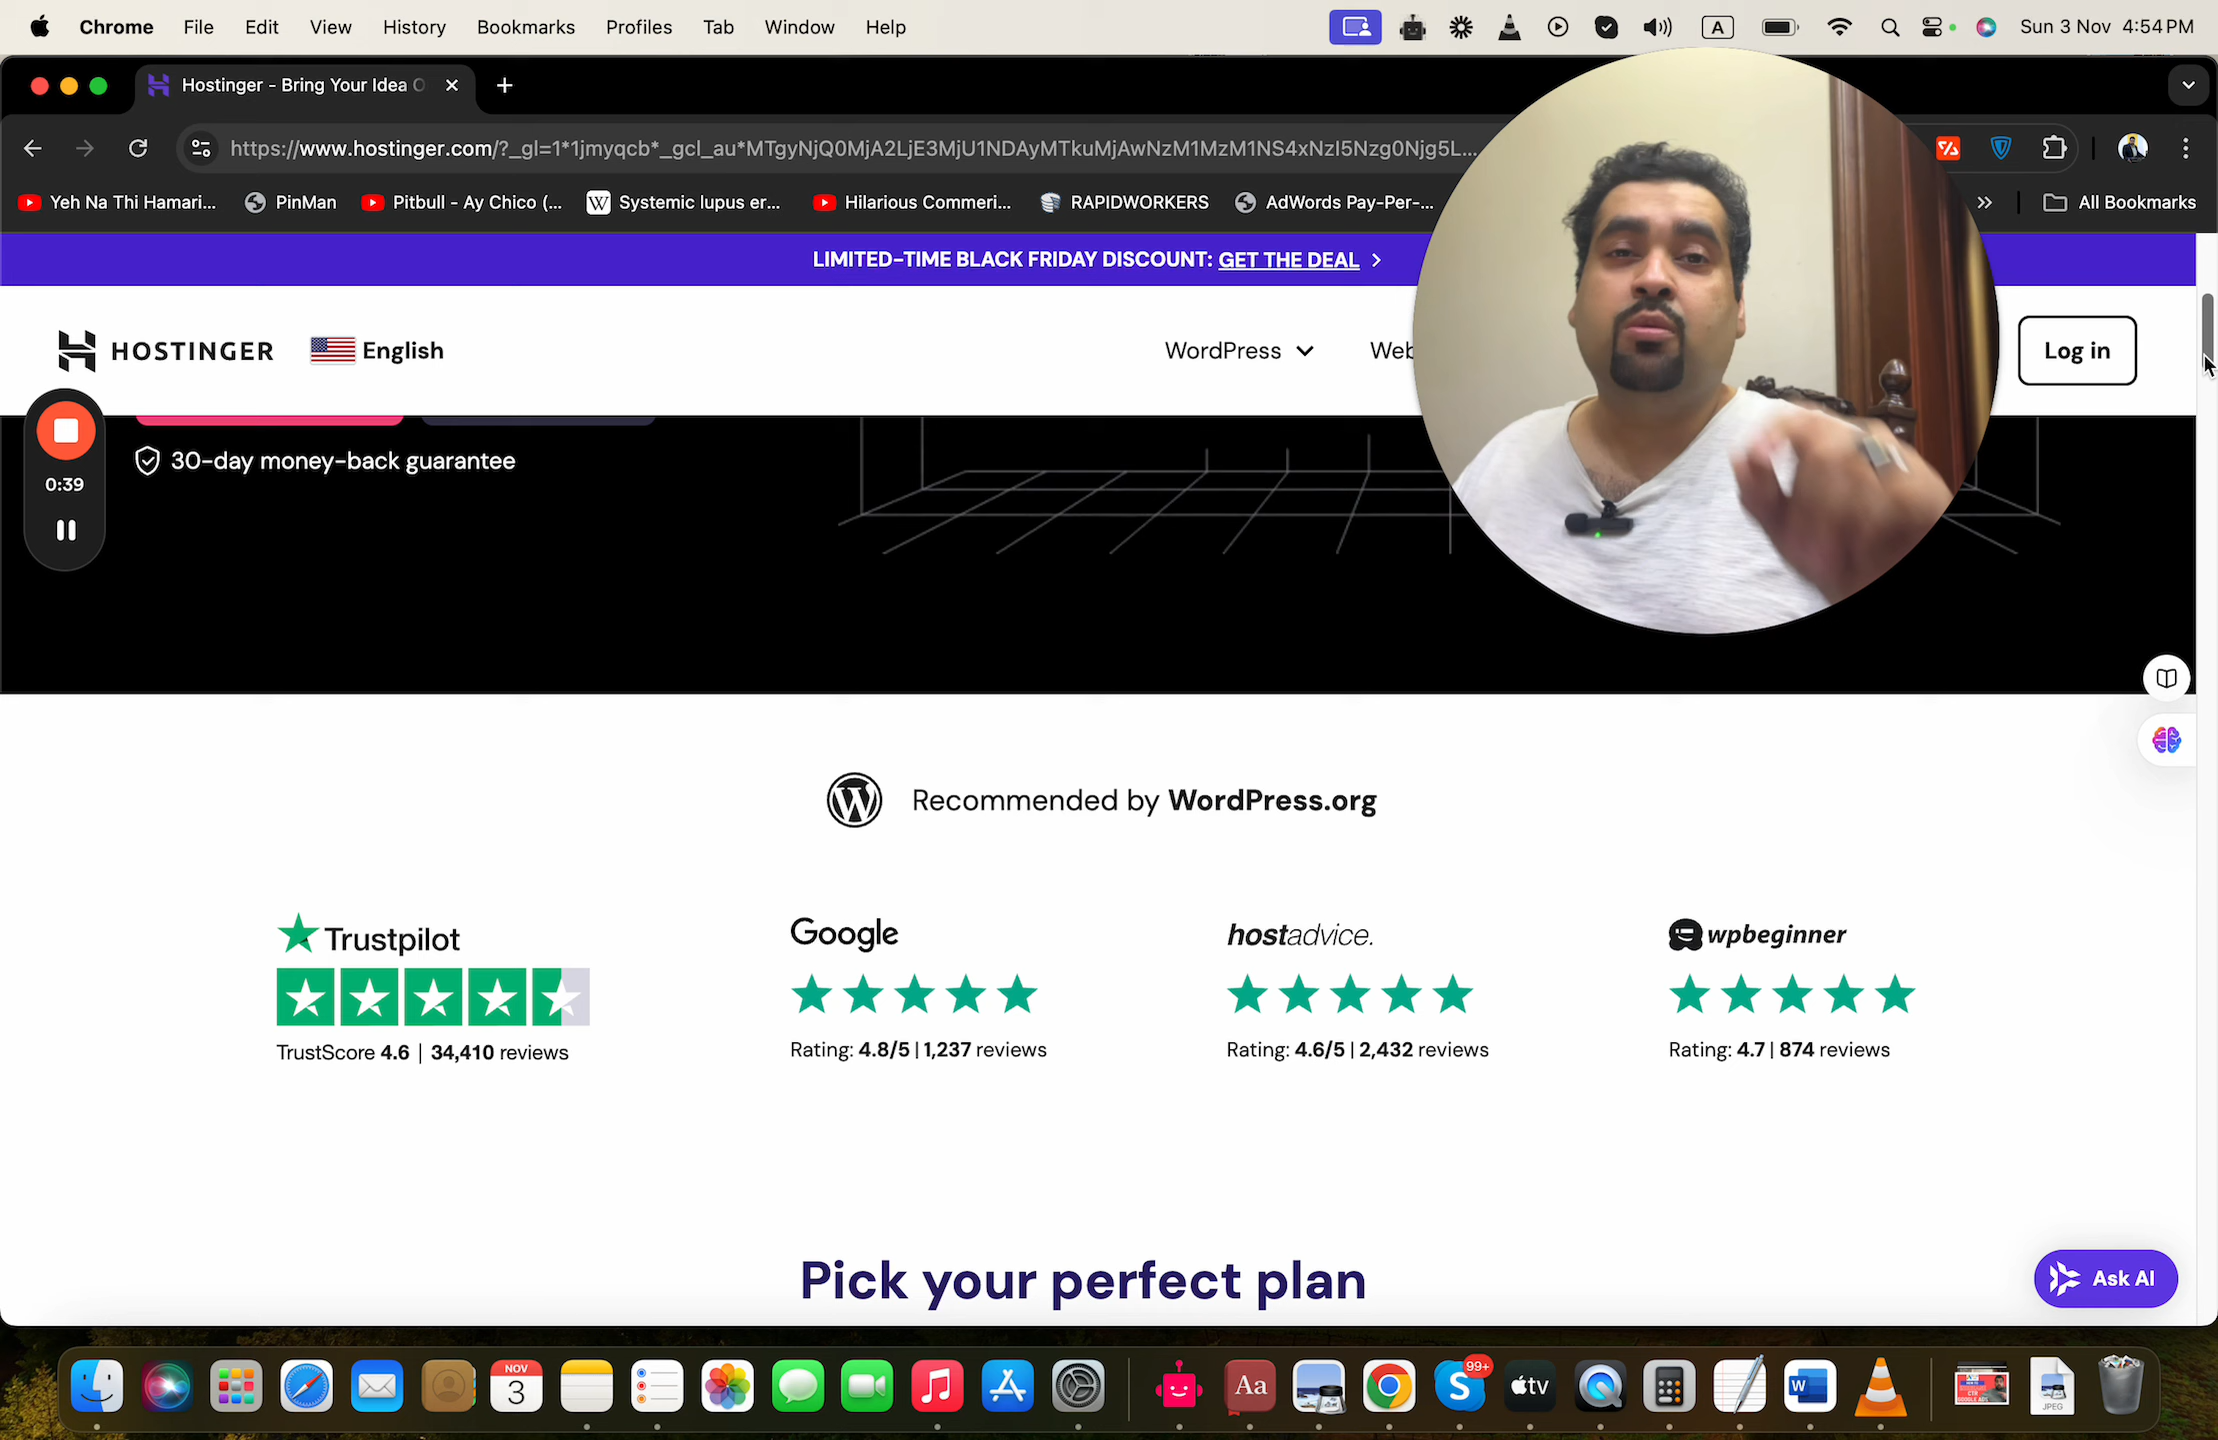 Chrome File Edit View History Bookmarks Profiles Tab Window Help
A
Sun 3 Nov 4:54 PM
Hostinger - Bring Your Idea O
https://www.hostinger.com/?_gl=1*1jmyqcb*_gcl_au*MTgyNjQ0MjA2LjE3MjU1NDAyMTkuMjAwNzM1MzM1NS4xNzI5Nzg0Njg5L...
Yeh Na Thi Hamari...
PinMan
Pitbull - Ay Chico (...
W
Systemic lupus er...
Hilarious Commeri...
RAPIDWORKERS
AdWords Pay-Per-...
All Bookmarks
LIMITED-TIME BLACK FRIDAY DISCOUNT: GET THE DEAL
HOSTINGER
English
WordPress
Web
Log in
0:39
30-day money-back guarantee
Recommended by WordPress.org
Trustpilot
TrustScore 4.6 | 34,410 reviews
Google
Rating: 4.8/5 | 1,237 reviews
hostadvice.
Rating: 4.6/5 | 2,432 reviews
wpbeginner
Rating: 4.7 | 874 reviews
Pick your perfect plan
Ask AI
NOV
3
Aa
99+
S
tv
W
JPEG